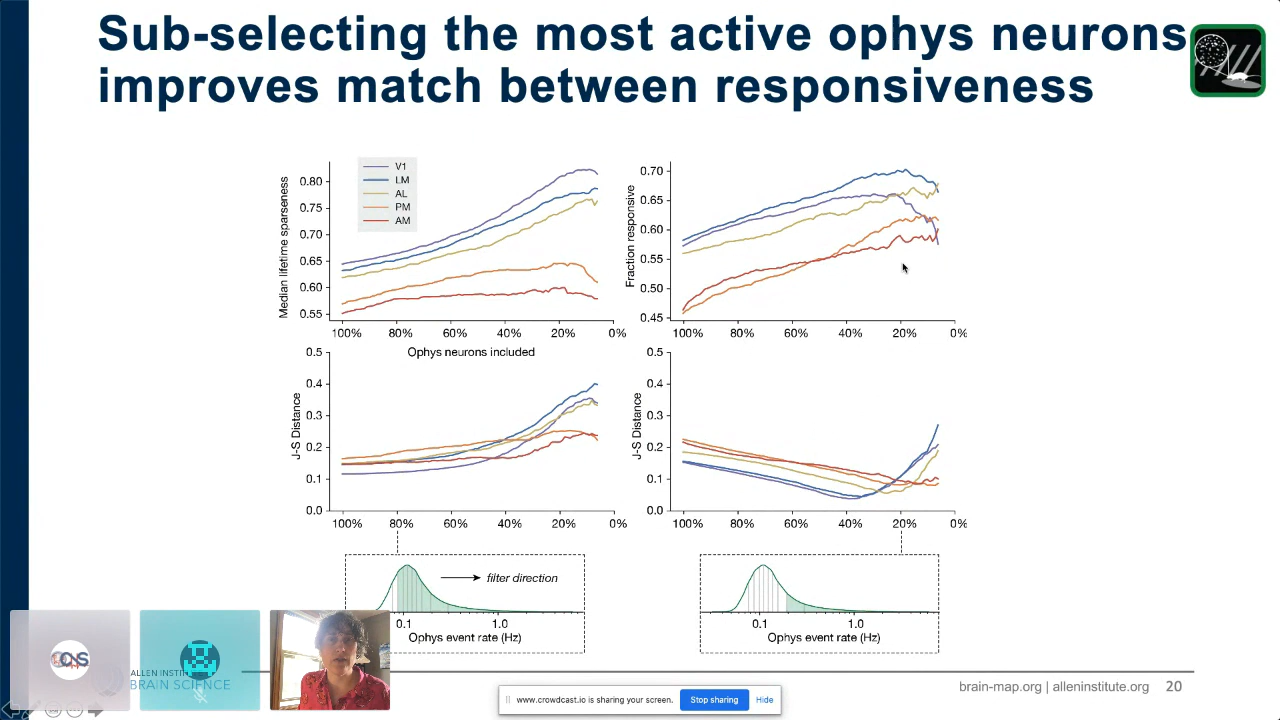 Sub-selecting the most active ophys neurons
improves match between responsiveness
Median lifetime sparseness
0.80
0.75
0.70
0.65
0.60
0.55
V1
LM
AL
PM
AM
100% 80% 60% 40% 20% 0%
Ophys neurons included
Fraction responsive
0.70
0.65
0.60
0.55
0.50
0.45
100% 80% 60% 40% 20% 0%
J-S Distance
0.5
0.4
0.3
0.2
0.1
0.0
100% 80% 60% 40% 20% 0%
J-S Distance
0.5
0.4
0.3
0.2
0.1
0.0
100% 80% 60% 40% 20% 0%
filter direction
0.1 1.0
Ophys event rate (Hz)
0.1 1.0
Ophys event rate (Hz)
ALLEN INSTIT
BRAIN SCIENCE
www.crowdcast.io is sharing your screen.
Stop sharing
Hide
brain-map.org | alleninstitute.org 20